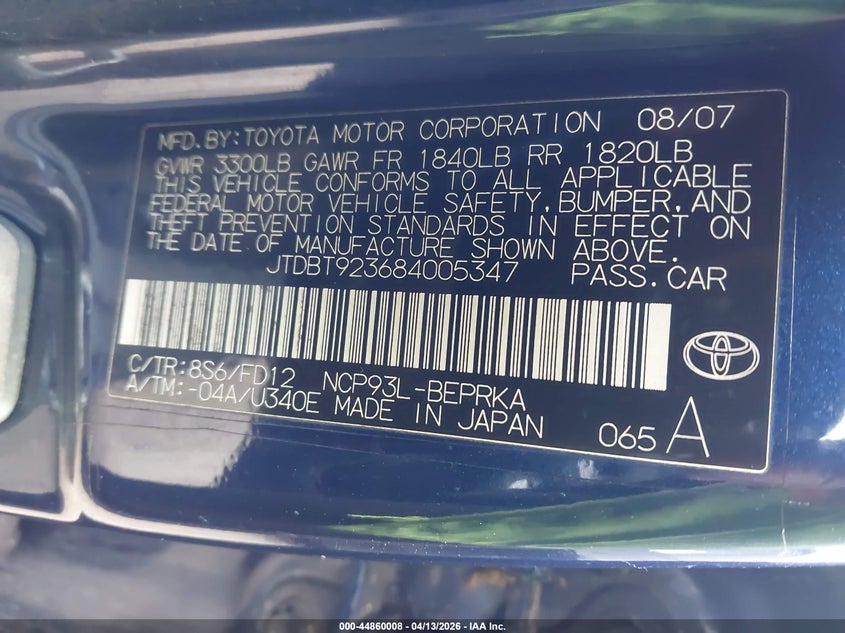 MFD. BY: TOYOTA MOTOR CORPORATION 08/07
GVWR 3300LB GAWR FR 1840LB RR 1820LB
THIS VEHICLE CONFORMS TO ALL APPLICABLE
FEDERAL MOTOR VEHICLE SAFETY, BUMPER, AND
THEFT PREVENTION STANDARDS IN EFFECT ON
THE DATE OF MANUFACTURE SHOWN ABOVE.
JTDBT923684005347 PASS. CAR
C/TR: 8S6/FD12 NCP93L-BEPRKA
A/TM: -04A/U340E MADE IN JAPAN 065 A
000-44860008 - 04/13/2026 - IAA Inc.